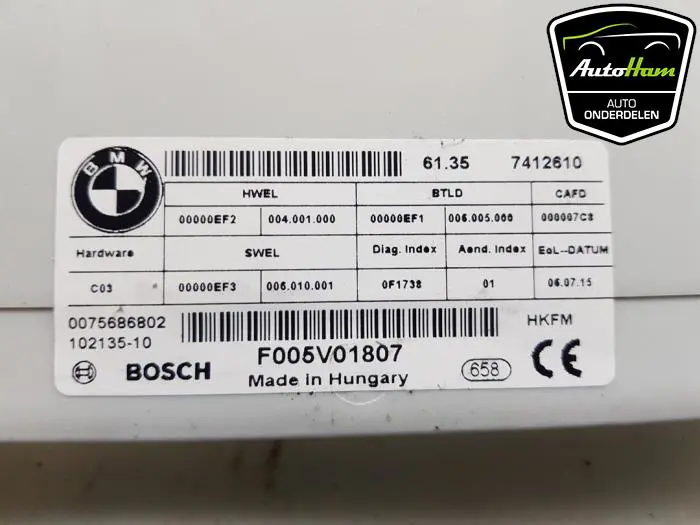 AutoHam
AUTO
ONDERDELEN
BMW
61.35 7412610
HWEL BTLD CAFD
00000EF2 004.001.000 00000EF1 006.005.000 000007C8
Hardware SWEL Diag. Index Aend. Index EoL-DATUM
C03 00000EF3 006.010.001 0F1738 01 06.07.15
0075686802 HKFM
102135-10
BOSCH F005V01807 658 CE
Made in Hungary